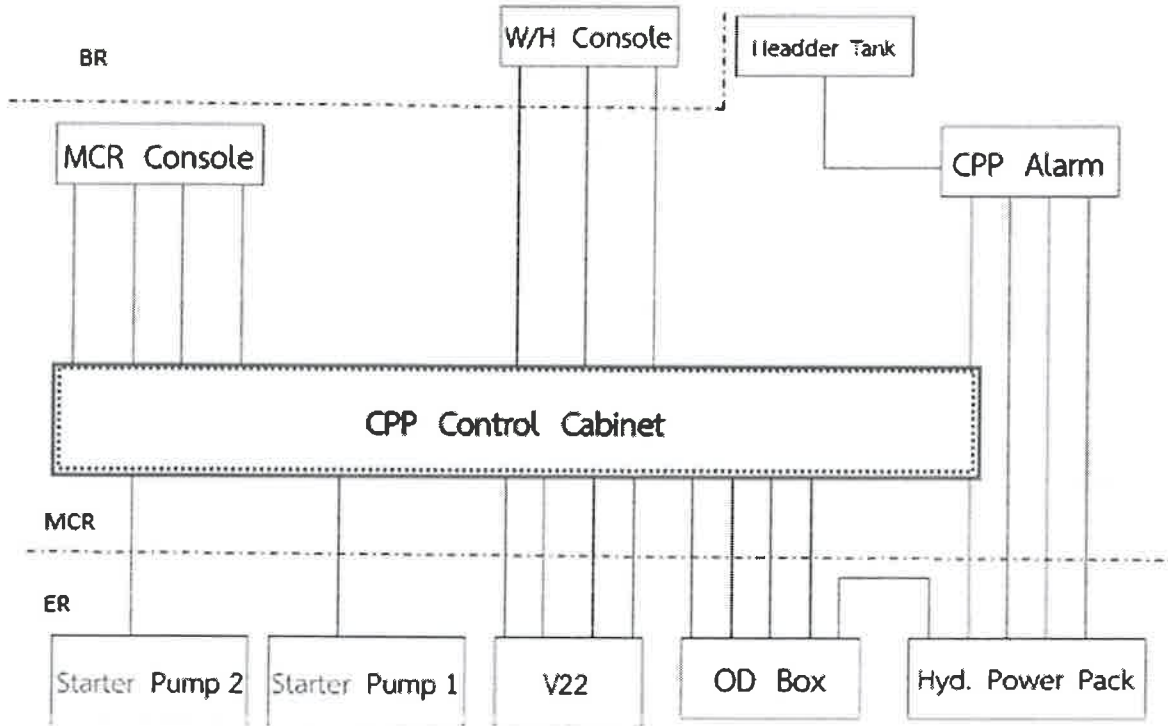 W/H Console
Headder Tank
BR
MCR Console
CPP Alarm
CPP Control Cabinet
MCR
ER
Starter Pump 2
Starter Pump 1
V22
OD Box
Hyd. Power Pack